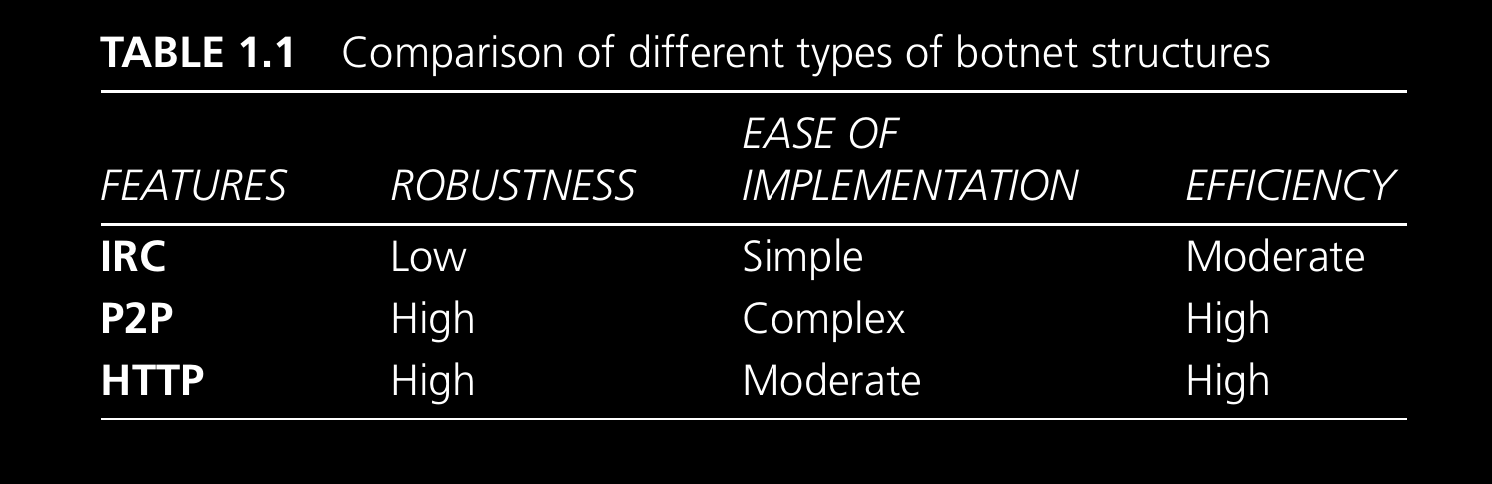 TABLE 1.1 Comparison of different types of botnet structures
EASE OF
FEATURES ROBUSTNESS IMPLEMENTATION EFFICIENCY
IRC Low Simple Moderate
P2P High Complex High
HTTP High Moderate High